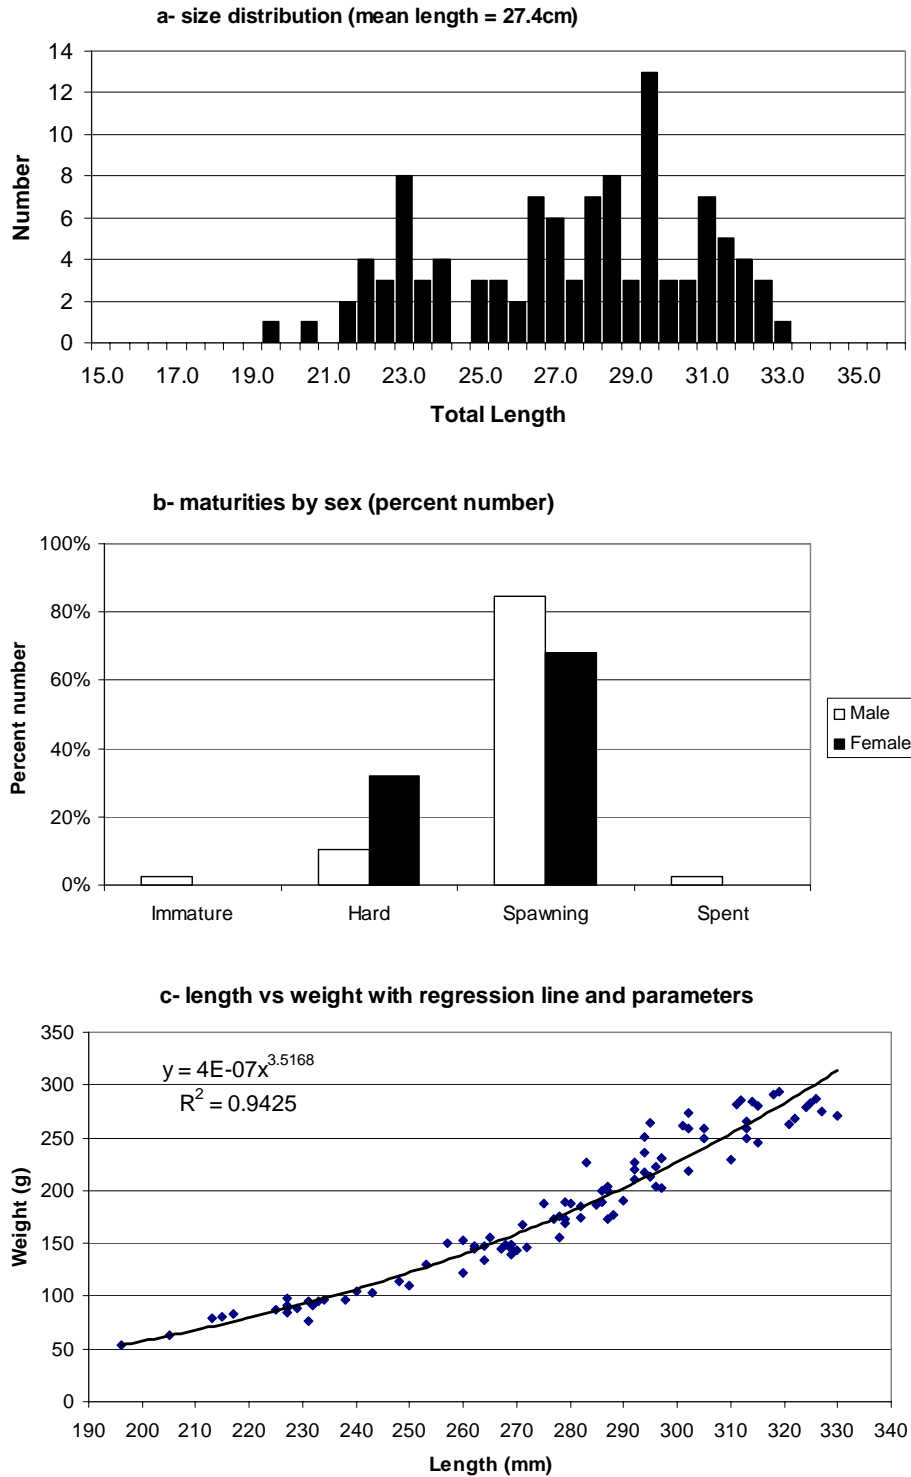 a- size distribution (mean length = 27.4cm)
14
12
10
8
6
4
2
0
Number
15.0 17.0 19.0 21.0 23.0 25.0 27.0 29.0 31.0 33.0 35.0
Total Length
b- maturities by sex (percent number)
100%
80%
60%
40%
20%
0%
Percent number
Immature Hard Spawning Spent
Male
Female
c- length vs weight with regression line and parameters
350
300
250
200
150
100
50
0
Weight (g)
y = 4E-07x^3.5168
R^2 = 0.9425
190 200 210 220 230 240 250 260 270 280 290 300 310 320 330 340
Length (mm)